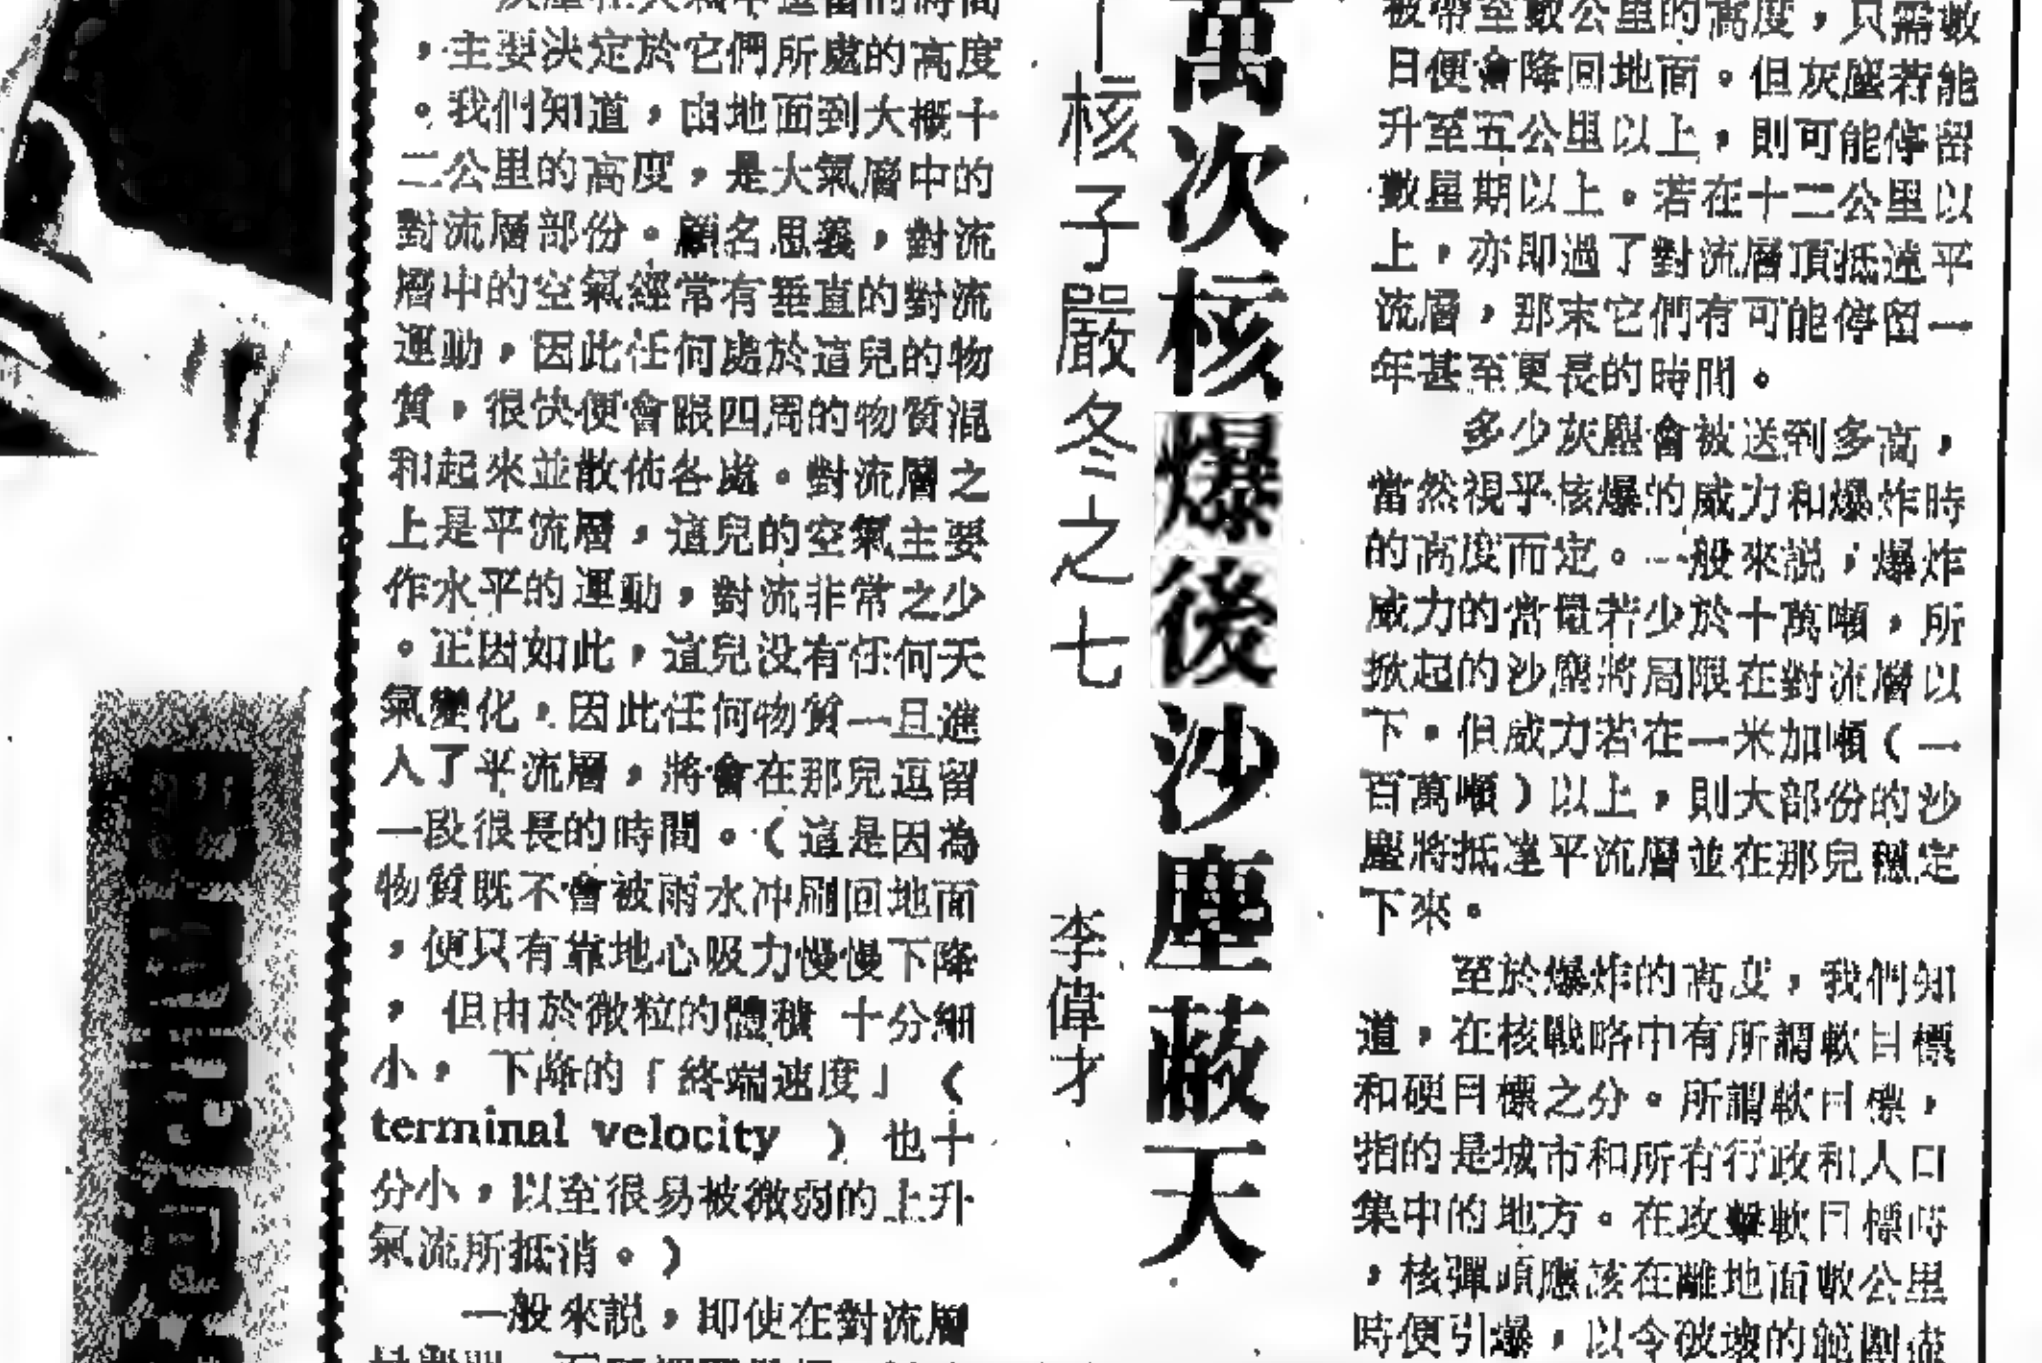 ，主要決定於它們所處的高度
。我們知道，由地面到大概十
二公里的高度，是大氣層中的
對流層部份。顧名思義，對流
層中的空氣經常有垂直的對流
運動，因此任何處於這兒的物
質，很快便會跟四周的物質混
和起來並散佈各處。對流層之
上是平流層，這兒的空氣主要
作水平的運動，對流非常之少
。正因如此，這兒没有任何天
氣變化，因此任何物質一旦進
入了平流層，將會在那兒逗留
一段很長的時間。（這是因為
物質既不會被雨水冲刷回地面
，便只有靠地心吸力慢慢下降
，但由於微粒的體積 十分細
小，下降的「終端速度」（
terminal velocity ）也十
分小，以至很易被微弱的上升
氣流所抵消。）
一般來説，即使在對流層
核子嚴冬之七
李偉才
萬次核爆後沙塵蔽天
被帶至數公里的高度，只需數
日便會降回地面。但灰塵若能
升至五公里以上，則可能停留
數星期以上。若在十二公里以
上，亦即過了對流層頂抵達平
流層，那末它們有可能停留一
年甚至更長的時間。
多少灰塵會被送到多高，
當然視乎核爆的威力和爆炸時
的高度而定。一般來説，爆炸
威力的當量若少於十萬噸，所
掀起的沙塵將局限在對流層以
下。但威力若在一米加噸（一
百萬噸）以上，則大部份的沙
塵將抵達平流層並在那兒穩定
下來。
至於爆炸的高度，我們知
道，在核戰略中有所謂軟目標
和硬目標之分。所謂軟目標，
指的是城市和所有行政和人口
集中的地方。在攻擊軟目標時
，核彈頭應該在離地面數公里
時便引爆，以令破壞的範圍